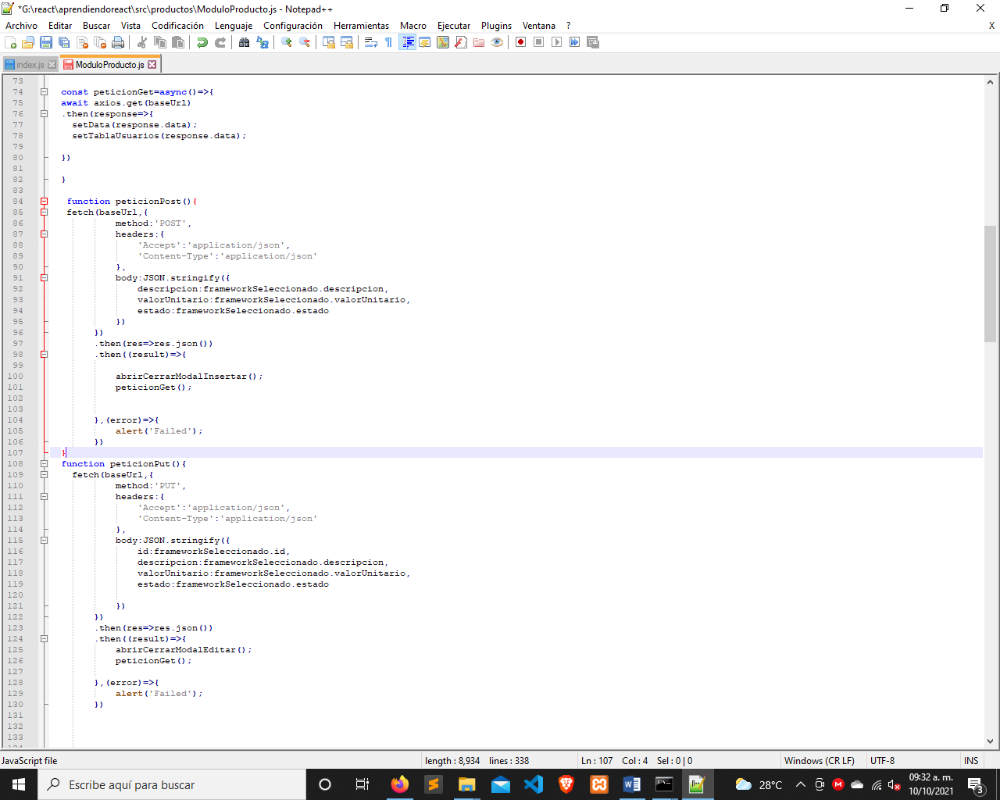 *G:\react\aprendiendoreact\src\productos\ModuloProducto.js - Notepad++
Archivo Editar Buscar Vista Codificación Lenguaje Configuración Herramientas Macro Ejecutar Plugins Ventana ? X
index.js ModuloProducto.js
73
74 const peticionGet=async()=>{
75 await axios.get(baseUrl)
76 .then(response=>{
77 setData(response.data);
78 setTablaUsuarios(response.data);
79
80 })
81
82 }
83
84 function peticionPost(){
85 fetch(baseUrl,{
86 method:'POST',
87 headers:{
88 'Accept':'application/json',
89 'Content-Type':'application/json'
90 },
91 body:JSON.stringify({
92 descripcion:frameworkSeleccionado.descripcion,
93 valorUnitario:frameworkSeleccionado.valorUnitario,
94 estado:frameworkSeleccionado.estado
95 })
96 })
97 .then(res=>res.json())
98 .then((result)=>{
99
100 abrirCerrarModalInsertar();
101 peticionGet();
102
103
104 },(error)=>{
105 alert('Failed');
106 })
107 }
108 function peticionPut(){
109 fetch(baseUrl,{
110 method:'PUT',
111 headers:{
112 'Accept':'application/json',
113 'Content-Type':'application/json'
114 },
115 body:JSON.stringify({
116 id:frameworkSeleccionado.id,
117 descripcion:frameworkSeleccionado.descripcion,
118 valorUnitario:frameworkSeleccionado.valorUnitario,
119 estado:frameworkSeleccionado.estado
120
121 })
122 })
123 .then(res=>res.json())
124 .then((result)=>{
125 abrirCerrarModalEditar();
126 peticionGet();
127
128 },(error)=>{
129 alert('Failed');
130 })
131
132
133
JavaScript file length : 8,934 lines : 338 Ln : 107 Col : 4 Sel : 0 | 0 Windows (CR LF) UTF-8 INS
Escribe aquí para buscar 28°C 09:32 a. m.
10/10/2021 3